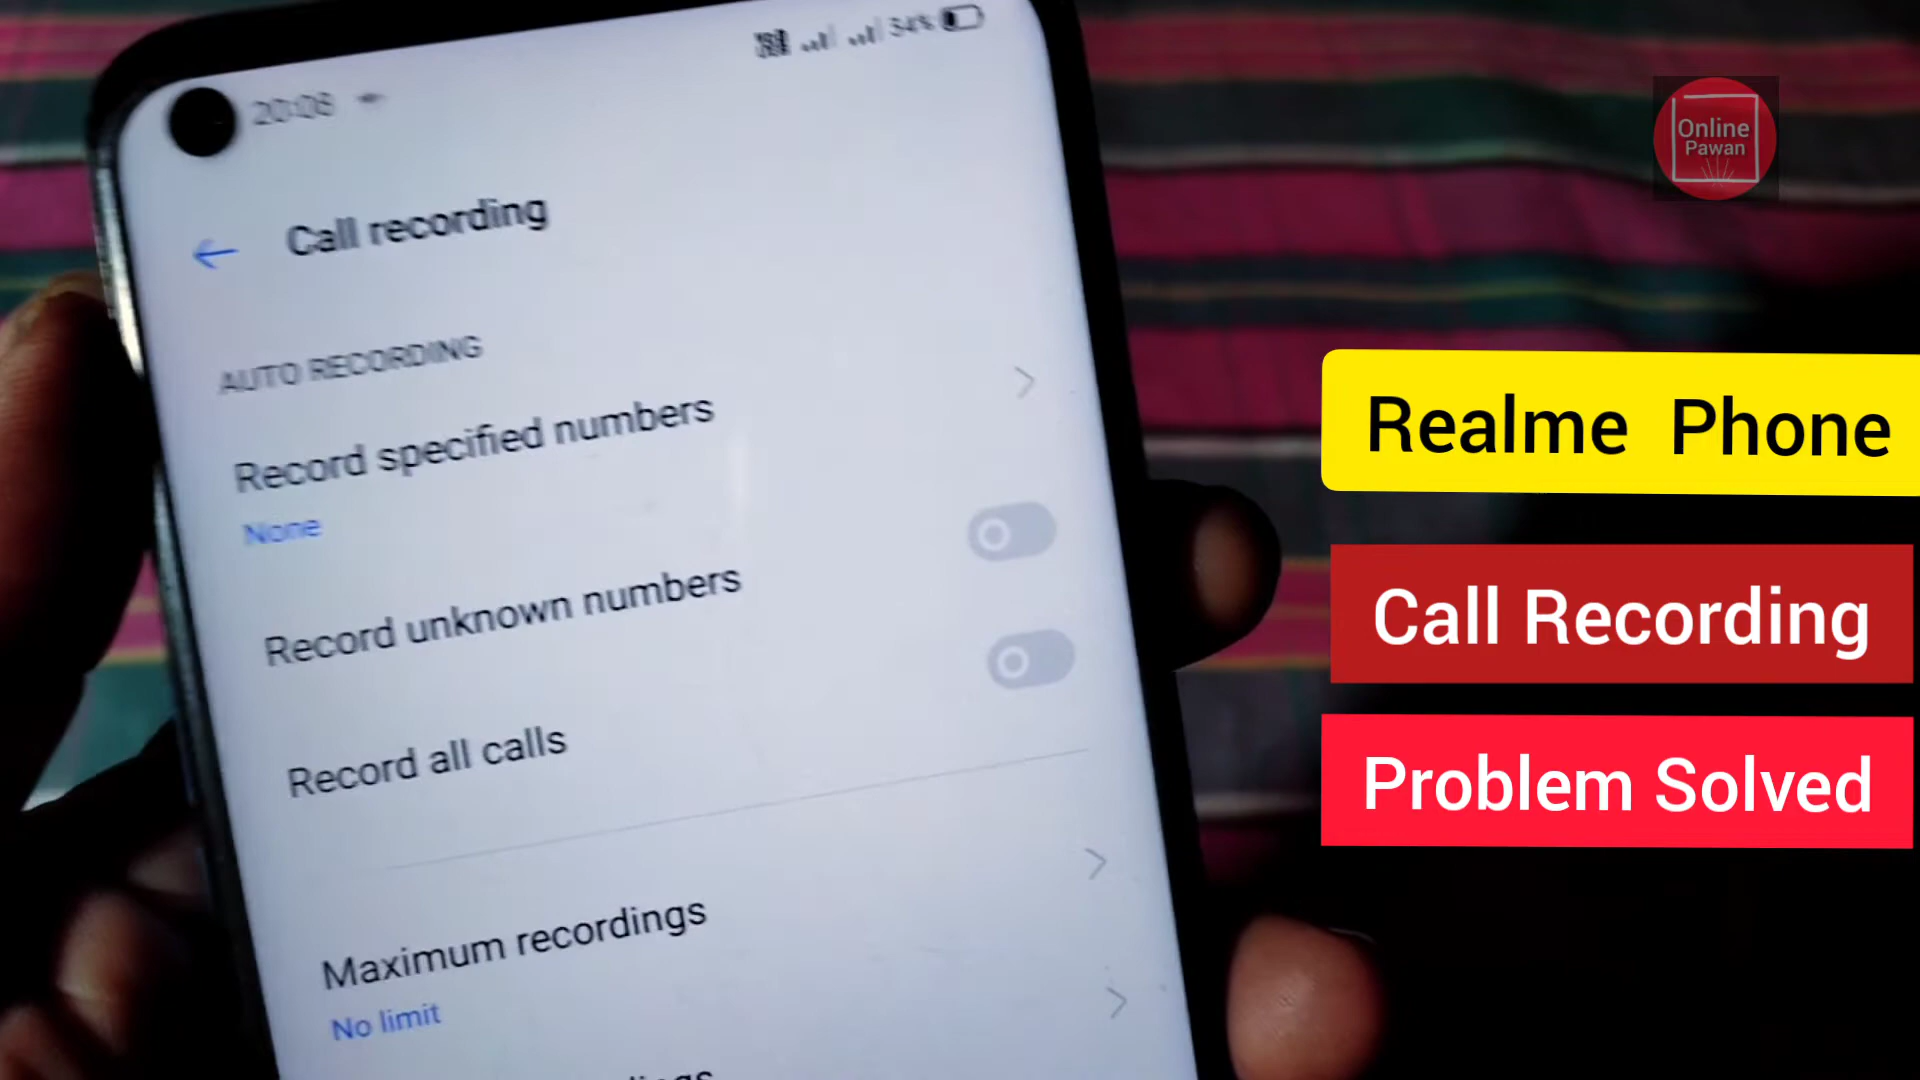 20:08
34%
Call recording
AUTO RECORDING
Record specified numbers
None
Record unknown numbers
Record all calls
Maximum recordings
No limit
Online
Pawan
Realme Phone
Call Recording
Problem Solved